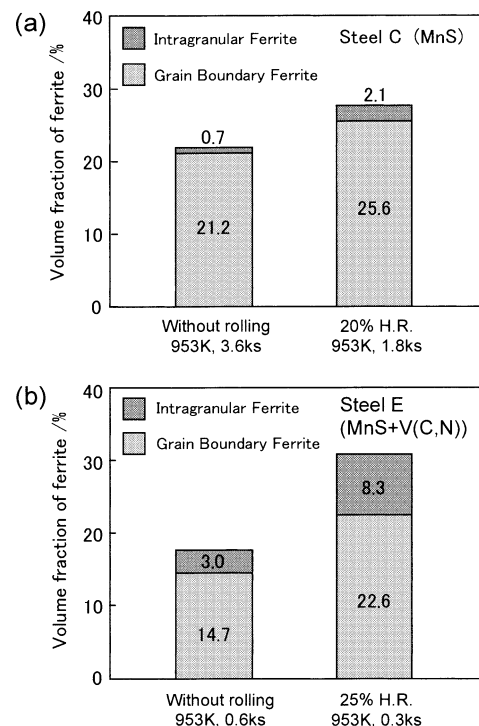 (a)
Intragranular Ferrite
Steel C (MnS)
Grain Boundary Ferrite
Volume fraction of ferrite /%
40
30
20
10
0
0.7
21.2
2.1
25.6
Without rolling
953K, 3.6ks
20% H.R.
953K, 1.8ks
(b)
Intragranular Ferrite
Steel E
(MnS+V(C,N))
Grain Boundary Ferrite
Volume fraction of ferrite /%
40
30
20
10
0
3.0
14.7
8.3
22.6
Without rolling
953K, 0.6ks
25% H.R.
953K, 0.3ks